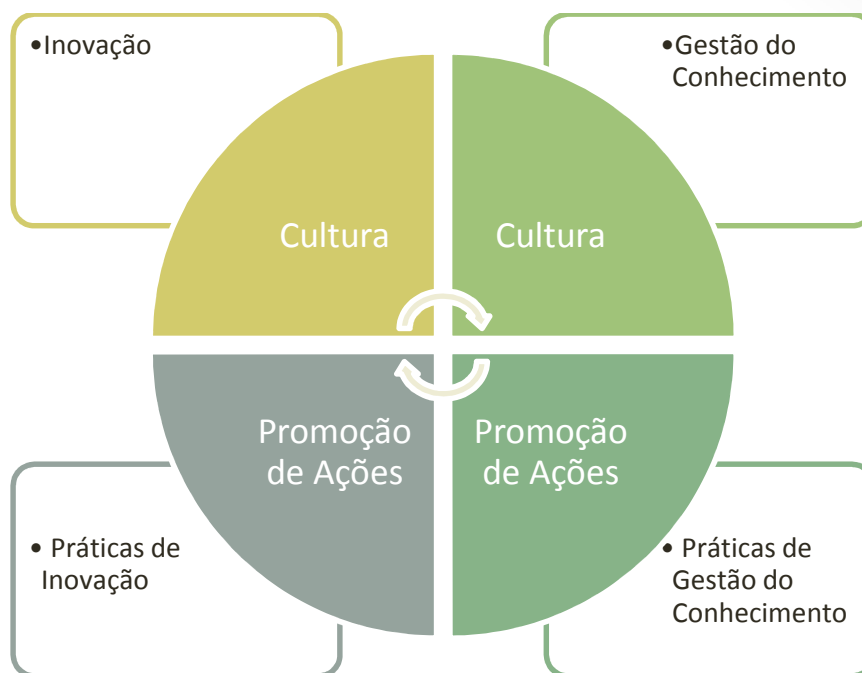 •Inovação
•Gestão do
Conhecimento
Cultura
Cultura
Promoção
de Ações
Promoção
de Ações
• Práticas de
Inovação
• Práticas de
Gestão do
Conhecimento